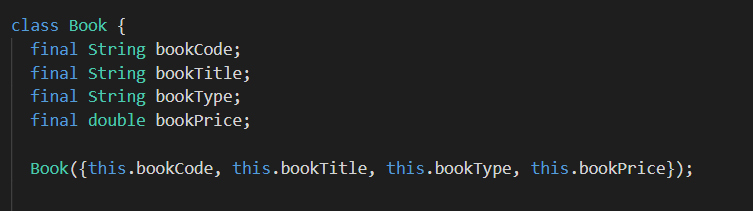 class Book {
final String bookCode;
final String bookTitle;
final String bookType;
final double bookPrice;
Book({this.bookCode, this.bookTitle, this.bookType, this.bookPrice});